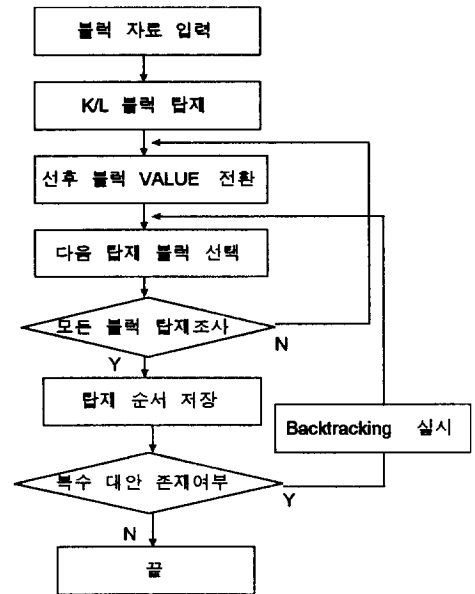 블럭 자료 입력
K/L 블럭 탑재
선후 블럭 VALUE 전환
다음 탑재 블럭 선택
모든 블럭 탑재조사
N
Y
탑재 순서 저장
Backtracking 실시
복수 대안 존재여부
Y
N
끝